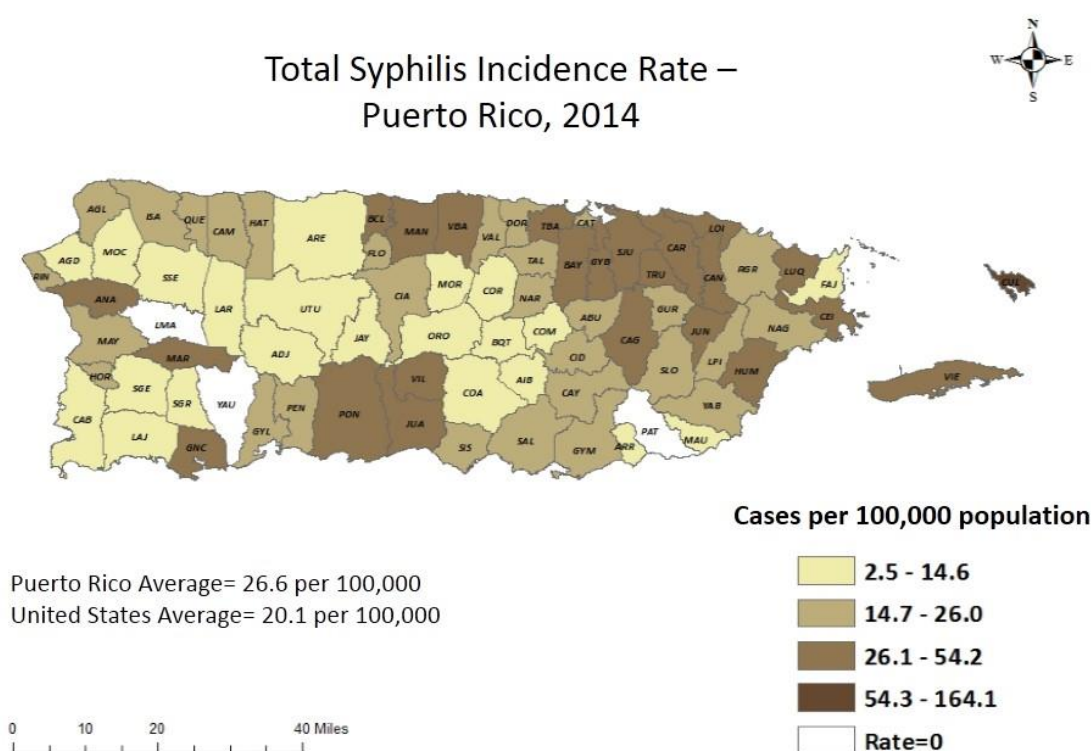 N
W E
S
Total Syphilis Incidence Rate –
Puerto Rico, 2014
AGL
ISA
QUE
CAM
HAT
ARE
BCL
MAN
VBA
VAL
DOR
TBA
CAT
LOI
AGD
MOC
SSE
LAR
UTU
FLO
CIA
MOR
COR
TAL
NAR
BAY
GYB
SJU
TRU
CAR
CAN
RGR
LUQ
FAJ
CUL
RIN
ANA
LMA
MAY
ADJ
JAY
ORO
BQT
COM
ABU
CAG
GUR
JUN
LPI
NAG
CEI
HOR
MAR
SGE
SGR
YAU
CAB
LAJ
GNC
GYL
PEN
PON
VIL
JUA
COA
AIB
CID
CAY
SLO
HUM
YAB
VIE
SIS
SAL
GYM
ARR
PAT
MAU
Cases per 100,000 population
2.5 - 14.6
14.7 - 26.0
26.1 - 54.2
54.3 - 164.1
Rate=0
Puerto Rico Average= 26.6 per 100,000
United States Average= 20.1 per 100,000
0 10 20 40 Miles